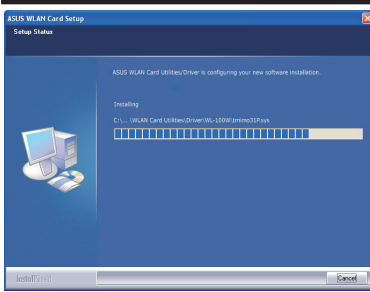 ASUS WLAN Card Setup
Setup Status
ASUS WLAN Card Utilities/Driver is configuring your new software installation.
Installing
C:\... \WLAN Card Utilities\Driver\WL-100W\tmimo31P.sys
InstallShield
Cancel